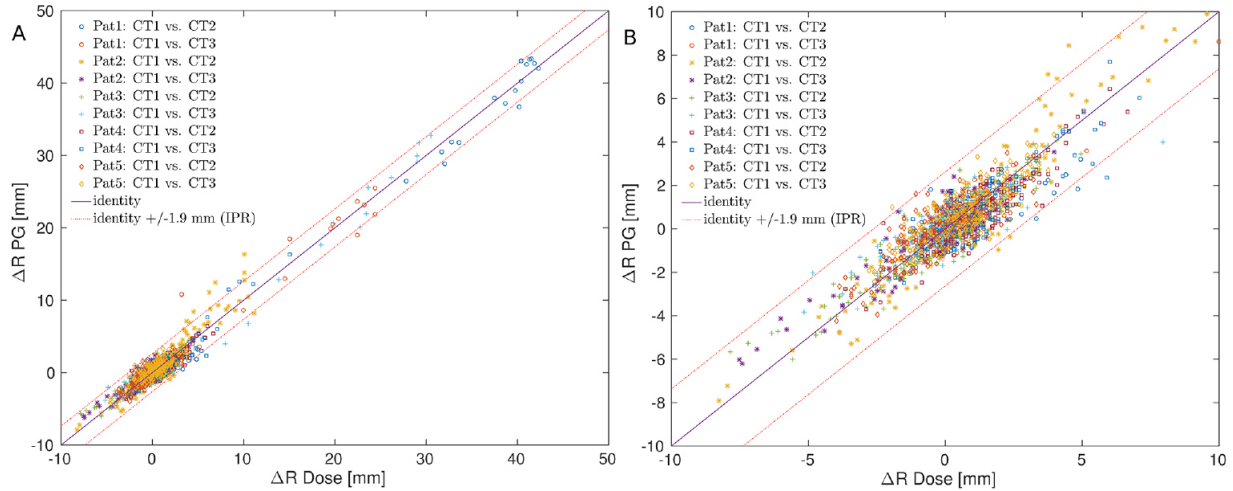 A
50
40
30
20
10
0
-10
ΔR PG [mm]
Pat1: CT1 vs. CT2
Pat1: CT1 vs. CT3
Pat2: CT1 vs. CT2
Pat2: CT1 vs. CT3
Pat3: CT1 vs. CT2
Pat3: CT1 vs. CT3
Pat4: CT1 vs. CT2
Pat4: CT1 vs. CT3
Pat5: CT1 vs. CT2
Pat5: CT1 vs. CT3
identity
identity +/-1.9 mm (IPR)
-10 0 10 20 30 40 50
ΔR Dose [mm]
B
10
8
6
4
2
0
-2
-4
-6
-8
-10
ΔR PG [mm]
Pat1: CT1 vs. CT2
Pat1: CT1 vs. CT3
Pat2: CT1 vs. CT2
Pat2: CT1 vs. CT3
Pat3: CT1 vs. CT2
Pat3: CT1 vs. CT3
Pat4: CT1 vs. CT2
Pat4: CT1 vs. CT3
Pat5: CT1 vs. CT2
Pat5: CT1 vs. CT3
identity
identity +/-1.9 mm (IPR)
-10 -5 0 5 10
ΔR Dose [mm]